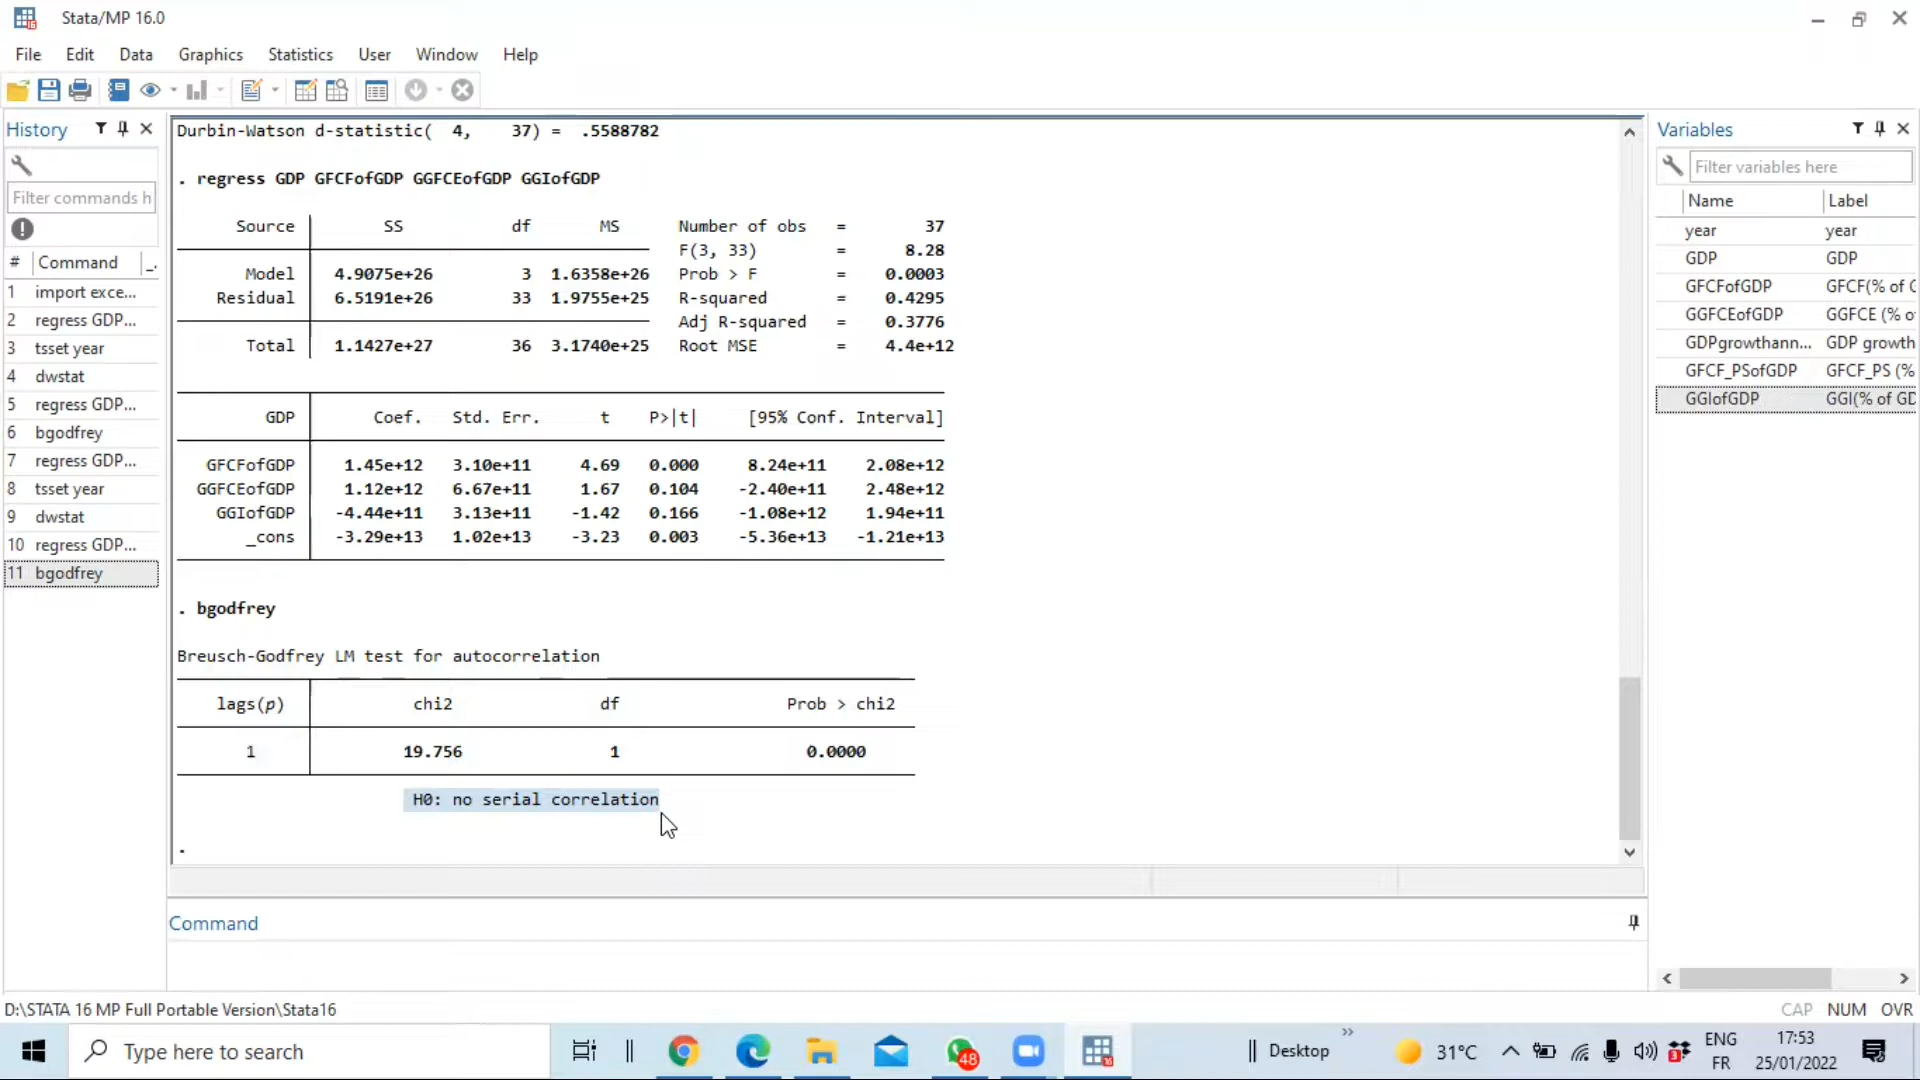 Stata/MP 16.0
File Edit Data Graphics Statistics User Window Help
History
Filter commands h
# Command
1 import exce...
2 regress GDP...
3 tsset year
4 dwstat
5 regress GDP...
6 bgodfrey
7 regress GDP...
8 tsset year
9 dwstat
10 regress GDP...
11 bgodfrey
Durbin-Watson d-statistic( 4, 37) = .5588782
. regress GDP GFCFofGDP GGFCEofGDP GGIofGDP
Source SS df MS Number of obs = 37
F(3, 33) = 8.28
Model 4.9075e+26 3 1.6358e+26 Prob > F = 0.0003
Residual 6.5191e+26 33 1.9755e+25 R-squared = 0.4295
Adj R-squared = 0.3776
Total 1.1427e+27 36 3.1740e+25 Root MSE = 4.4e+12
GDP Coef. Std. Err. t P>|t| [95% Conf. Interval]
GFCFofGDP 1.45e+12 3.10e+11 4.69 0.000 8.24e+11 2.08e+12
GGFCEofGDP 1.12e+12 6.67e+11 1.67 0.104 -2.40e+11 2.48e+12
GGIofGDP -4.44e+11 3.13e+11 -1.42 0.166 -1.08e+12 1.94e+11
_cons -3.29e+13 1.02e+13 -3.23 0.003 -5.36e+13 -1.21e+13
. bgodfrey
Breusch-Godfrey LM test for autocorrelation
lags(p) chi2 df Prob > chi2
1 19.756 1 0.0000
H0: no serial correlation
.
Command
Variables
Filter variables here
Name Label
year year
GDP GDP
GFCFofGDP GFCF(% of G
GGFCEofGDP GGFCE (% o
GDPgrowthann... GDP growth
GFCF_PSofGDP GFCF_PS (%
GGIofGDP GGI(% of GD
D:\STATA 16 MP Full Portable Version\Stata16
CAP NUM OVR
Type here to search
48
16
Desktop
31°C
3
ENG
FR
17:53
25/01/2022